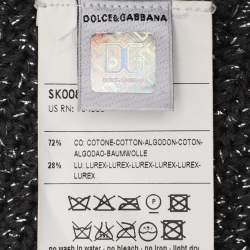 DOLCE & GABBANA
DG
SK008
US RN:
72% CO: COTONE-COTTON-ALGODON-COTON-
ALGODAO-BAUMWOLLE
28% LU: LUREX-LUREX-LUREX-LUREX-LUREX-
LUREX
no wash in water - no bleach - no iron - light dry